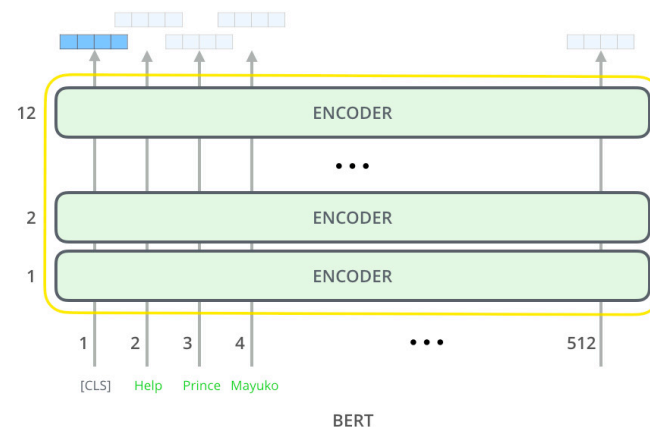 12 ENCODER
...
2 ENCODER
1 ENCODER
1 2 3 4 ... 512
[CLS] Help Prince Mayuko
BERT